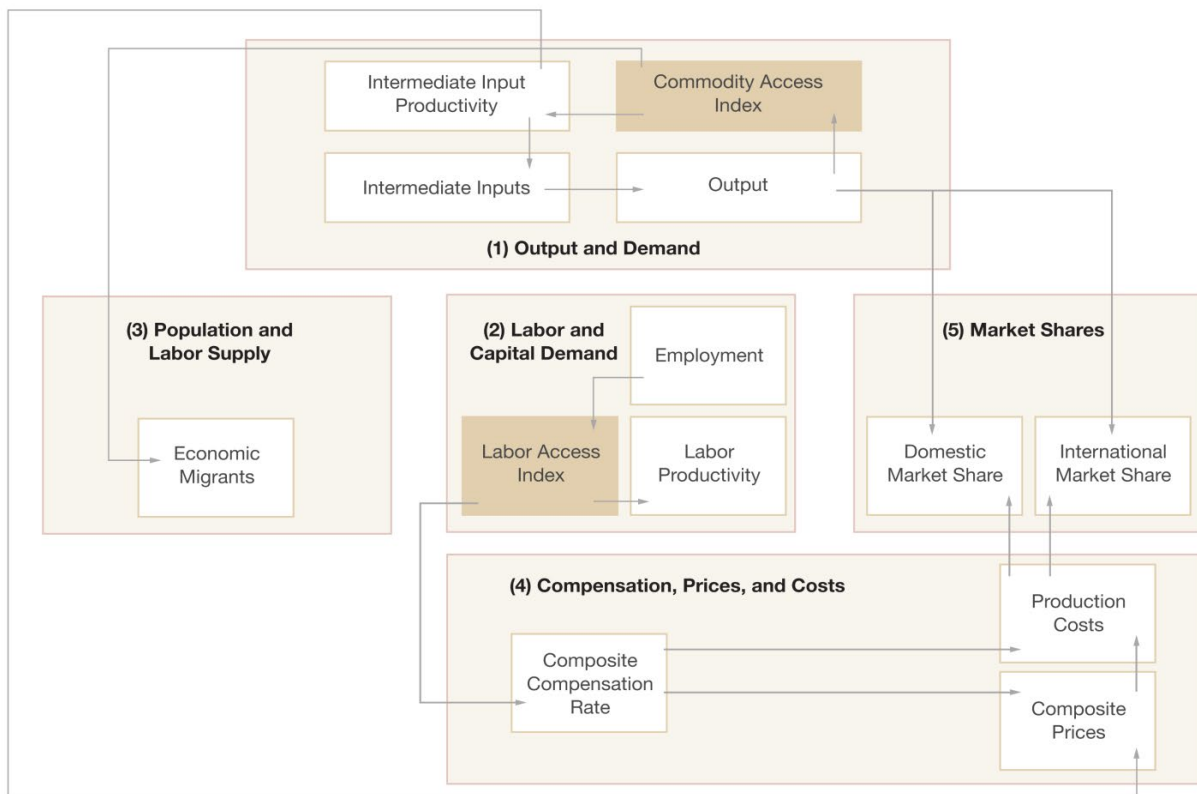 Intermediate Input
Productivity
Commodity Access
Index
Intermediate Inputs
Output
(1) Output and Demand
(3) Population and
Labor Supply
Economic
Migrants
(2) Labor and
Capital Demand
Employment
Labor Access
Index
Labor
Productivity
(5) Market Shares
Domestic
Market Share
International
Market Share
(4) Compensation, Prices, and Costs
Composite
Compensation
Rate
Production
Costs
Composite
Prices